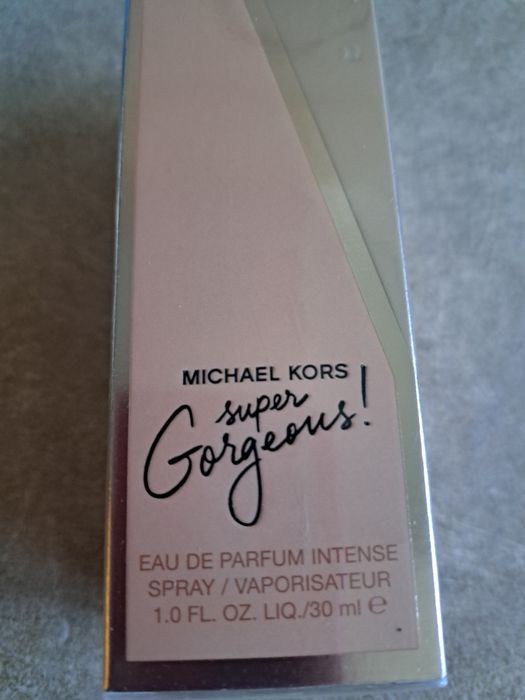 MICHAEL KORS
super
Gorgeous!
EAU DE PARFUM INTENSE
SPRAY / VAPORISATEUR
1.0 FL. OZ. LIQ./30 ml ℮